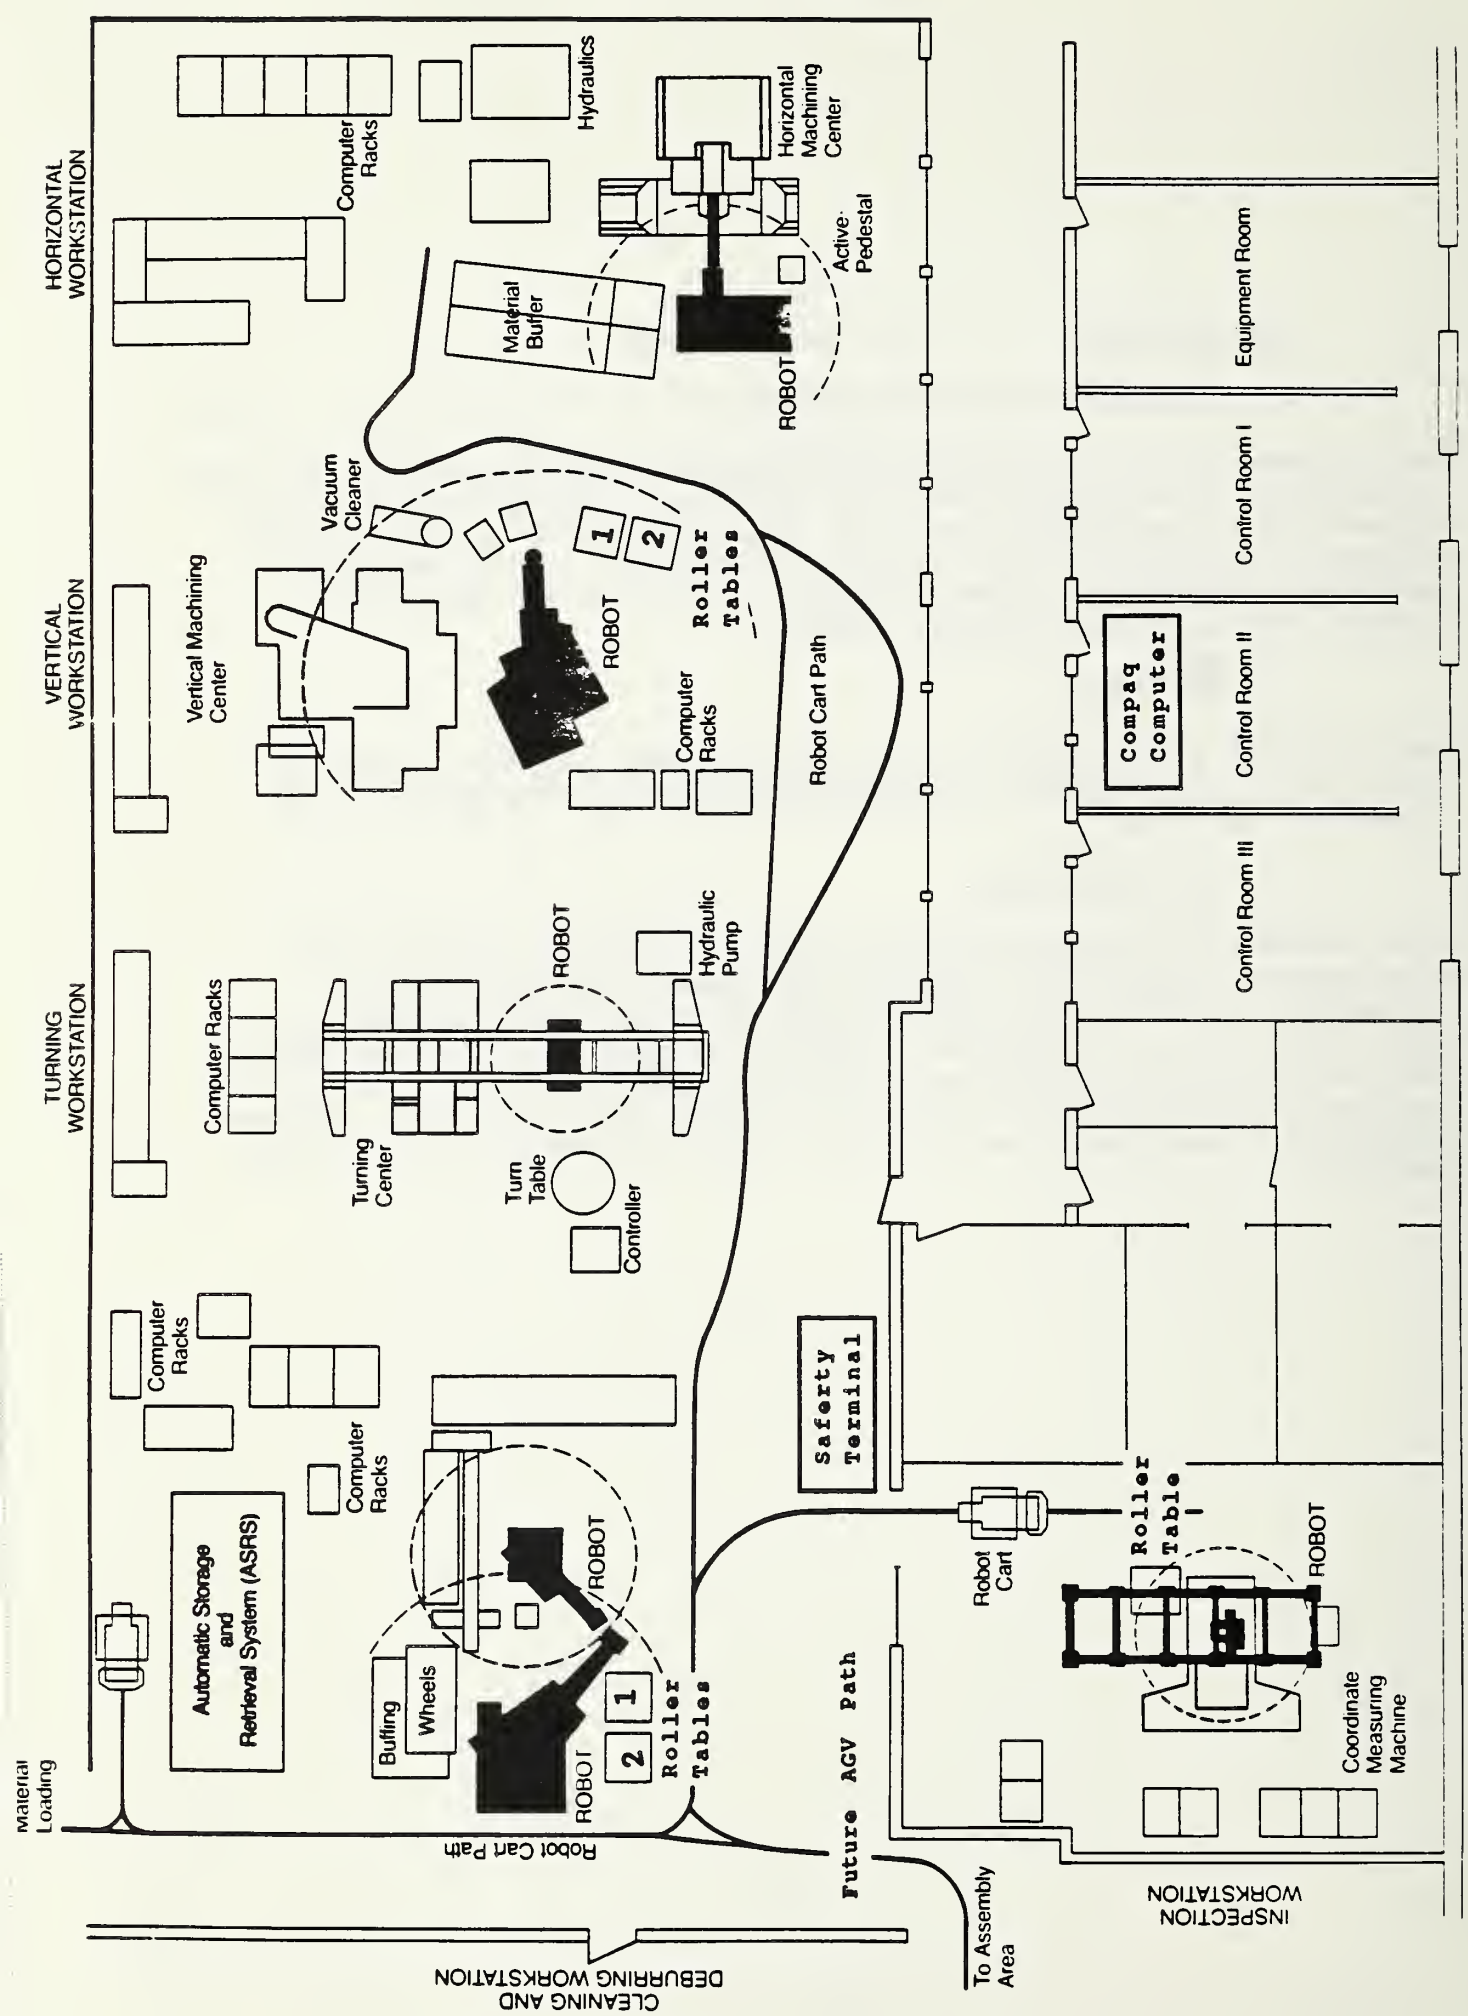 HORIZONTAL
WORKSTATION
VERTICAL
WORKSTATION
TURNING
WORKSTATION
Material
Loading
Computer
Racks
Hydraulics
Horizontal
Machining
Center
Active
Pedestal
Material
Buffer
ROBOT
Vacuum
Cleaner
Vertical Machining
Center
1
2
Roller
Tables
ROBOT
Computer
Racks
Robot Cart Path
Computer Racks
ROBOT
Hydraulic
Pump
Turning
Center
Turn
Table
Controller
Computer
Racks
Computer
Racks
Automatic Storage
and
Retrieval System (ASRS)
ROBOT
Buffing
Wheels
ROBOT
1
2
Roller
Tables
Robot Cart Path
Future AGV Path
To Assembly
Area
CLEANING AND
DEBURRING WORKSTATION
Saferty
Terminal
Robot
Cart
Roller
Table
ROBOT
Coordinate
Measuring
Machine
INSPECTION
WORKSTATION
Equipment Room
Control Room I
Control Room II
Compaq
Computer
Control Room III